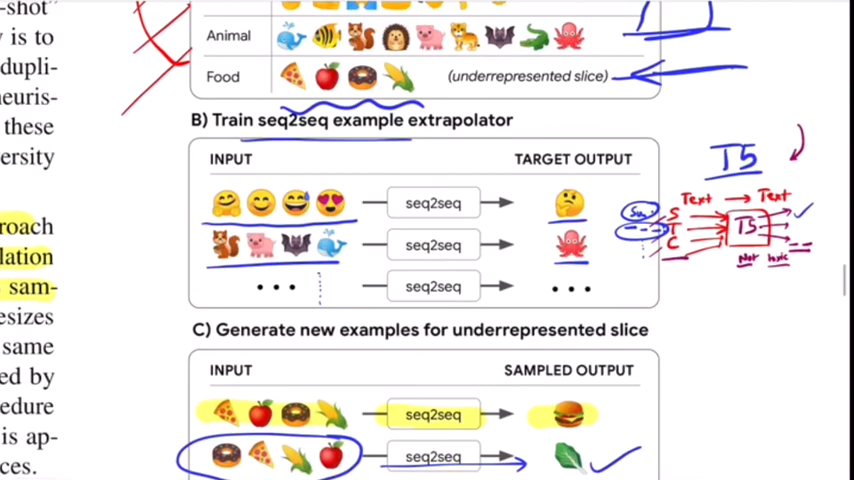 -shot"
y is to
dupli-
neuris-
these
ersity
roach
lation
sam-
esizes
same
ed by
edure
is ap-
ces.
Animal
Food
(underrepresented slice)
B) Train seq2seq example extrapolator
INPUT
TARGET OUTPUT
seq2seq
seq2seq
• • •
seq2seq
• • •
C) Generate new examples for underrepresented slice
INPUT
SAMPLED OUTPUT
seq2seq
seq2seq
T5
Text → Text
S
T
C
T5
Not toxic